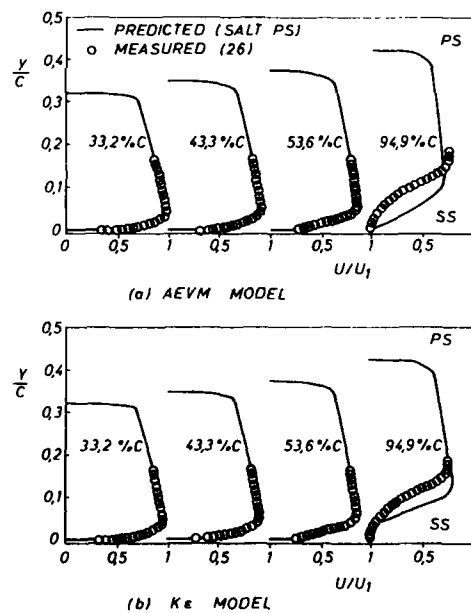 PREDICTED (SALT PS)
MEASURED (26)
PS
Y/C
0,5
0,4
0,3
0,2
0,1
0
33,2 %C
43,3 %C
53,6 %C
94,9 %C
SS
0 0,5 1 0,5 1 0,5 1 0,5
U/U1
(a) AEVM MODEL
PS
Y/C
0,5
0,4
0,3
0,2
0,1
0
33,2 %C
43,3 %C
53,6 %C
94,9 %C
SS
0 0,5 1 0,5 1 0,5 1 0,5
U/U1
(b) Kε MODEL